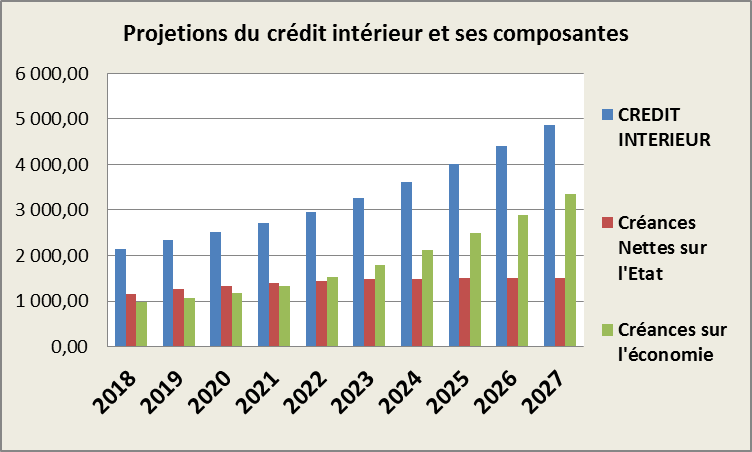 Projetions du crédit intérieur et ses composantes
6 000,00
5 000,00
4 000,00
3 000,00
2 000,00
1 000,00
0,00
2018
2019
2020
2021
2022
2023
2024
2025
2026
2027
CREDIT
INTERIEUR
Créances
Nettes sur
l'Etat
Créances sur
l'économie